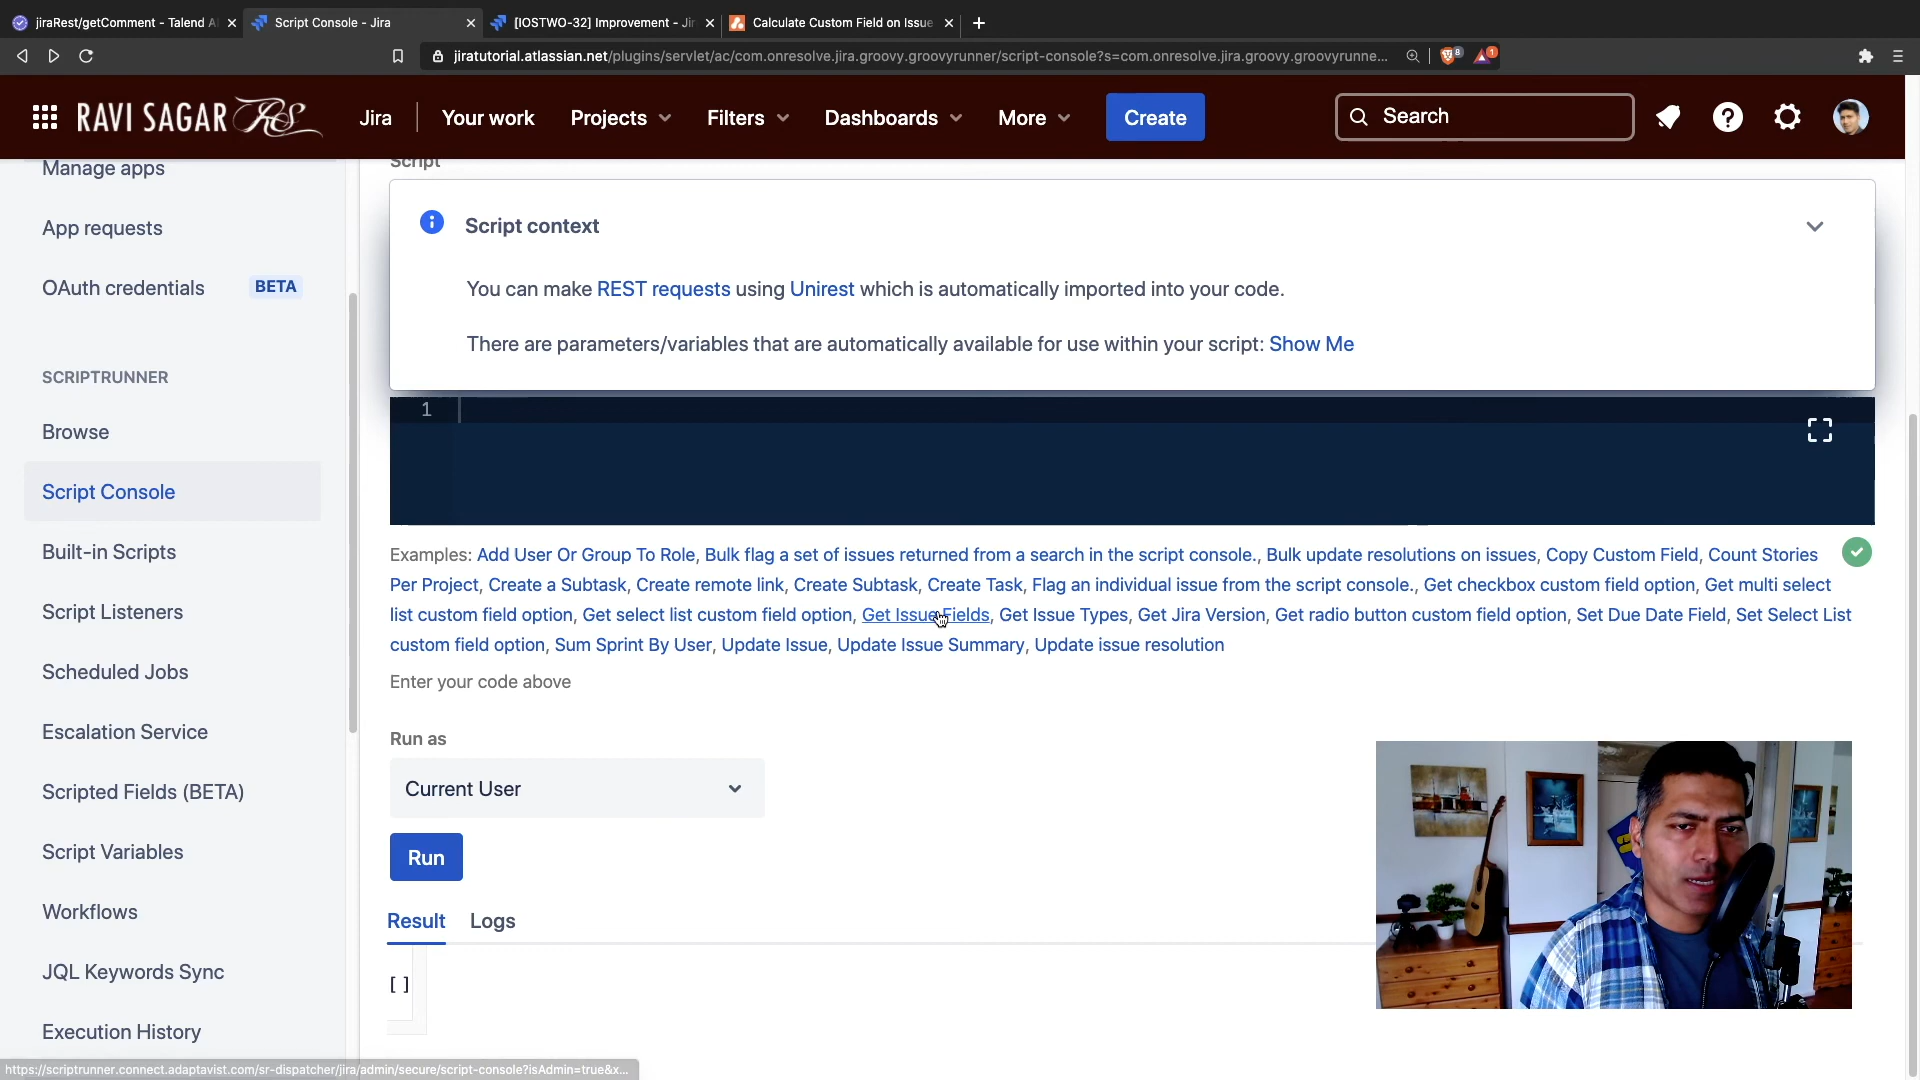 jiraRest/getComment - Talend A
Script Console - Jira
[IOSTWO-32] Improvement - Jir
Calculate Custom Field on Issue
jiratutorial.atlassian.net/plugins/servlet/ac/com.onresolve.jira.groovy.groovyrunner/script-console?s=com.onresolve.jira.groovy.groovyrunne...
8
1
RAVI SAGAR RS
Jira
Your work
Projects
Filters
Dashboards
More
Create
Search
Manage apps
App requests
OAuth credentials
BETA
SCRIPTRUNNER
Browse
Script Console
Built-in Scripts
Script Listeners
Scheduled Jobs
Escalation Service
Scripted Fields (BETA)
Script Variables
Workflows
JQL Keywords Sync
Execution History
Script
Script context
You can make REST requests using Unirest which is automatically imported into your code.
There are parameters/variables that are automatically available for use within your script: Show Me
1
Examples: Add User Or Group To Role, Bulk flag a set of issues returned from a search in the script console., Bulk update resolutions on issues, Copy Custom Field, Count Stories
Per Project, Create a Subtask, Create remote link, Create Subtask, Create Task, Flag an individual issue from the script console., Get checkbox custom field option, Get multi select
list custom field option, Get select list custom field option, Get Issue Fields, Get Issue Types, Get Jira Version, Get radio button custom field option, Set Due Date Field, Set Select List
custom field option, Sum Sprint By User, Update Issue, Update Issue Summary, Update issue resolution
Enter your code above
Run as
Current User
Run
Result
Logs
[ ]
https://scriptrunner.connect.adaptavist.com/sr-dispatcher/jira/admin/secure/script-console?isAdmin=true&x...